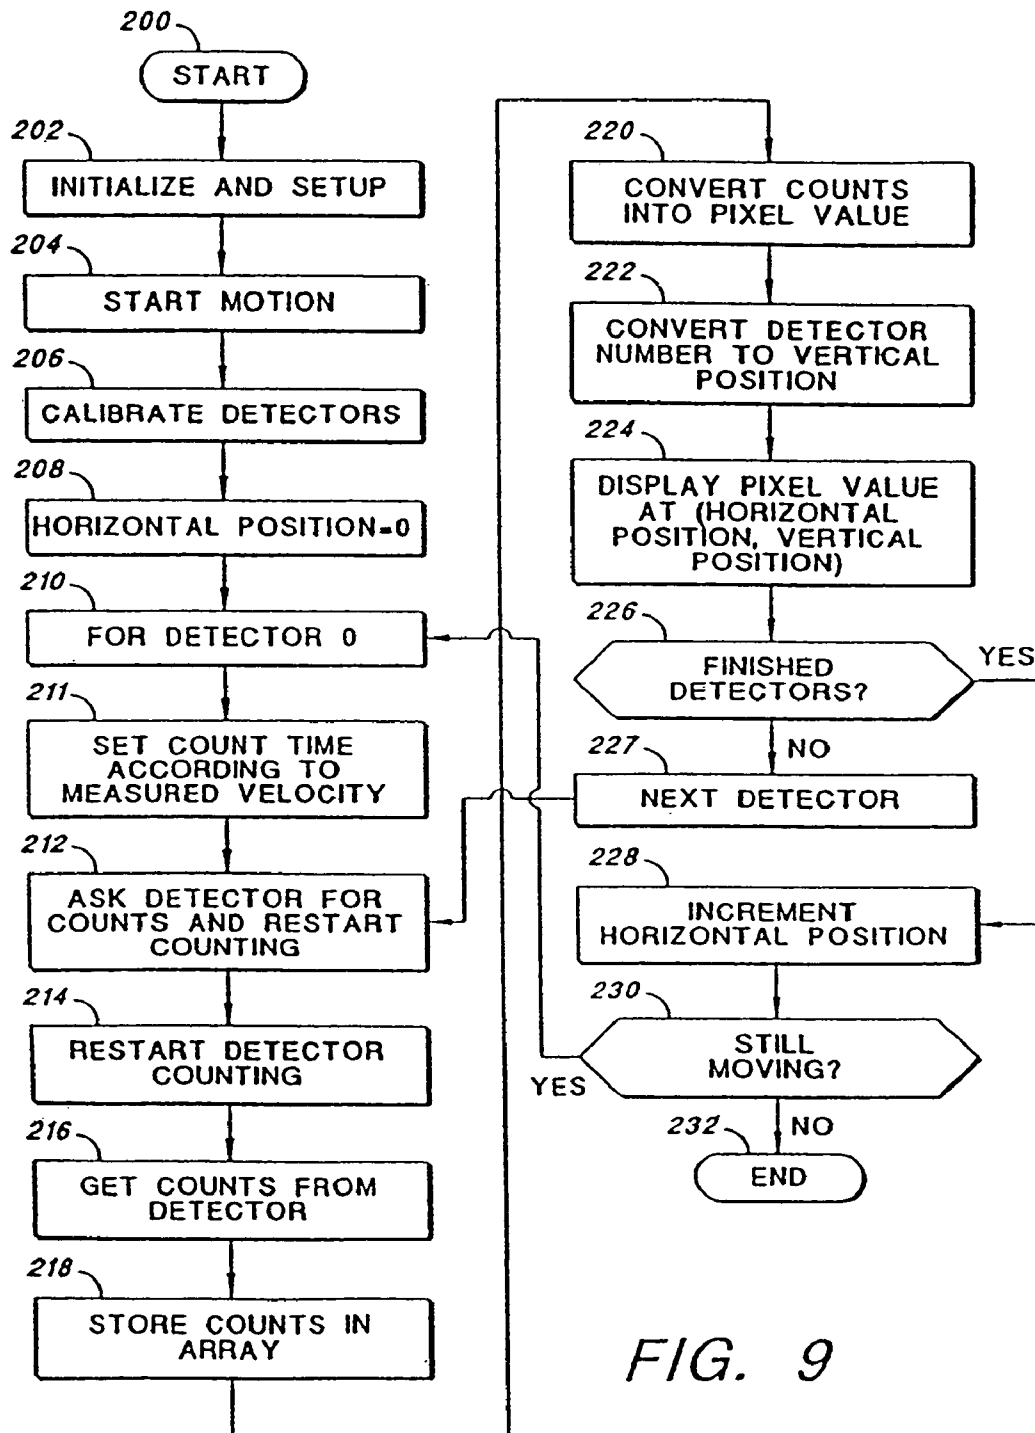 200
START
202
INITIALIZE AND SETUP
204
START MOTION
206
CALIBRATE DETECTORS
208
HORIZONTAL POSITION=0
210
FOR DETECTOR 0
211
SET COUNT TIME
ACCORDING TO
MEASURED VELOCITY
212
ASK DETECTOR FOR
COUNTS AND RESTART
COUNTING
214
RESTART DETECTOR
COUNTING
216
GET COUNTS FROM
DETECTOR
218
STORE COUNTS IN
ARRAY
220
CONVERT COUNTS
INTO PIXEL VALUE
222
CONVERT DETECTOR
NUMBER TO VERTICAL
POSITION
224
DISPLAY PIXEL VALUE
AT (HORIZONTAL
POSITION, VERTICAL
POSITION)
226
FINISHED
DETECTORS?
YES
NO
227
NEXT DETECTOR
228
INCREMENT
HORIZONTAL POSITION
230
STILL
MOVING?
YES
NO
232
END
FIG. 9